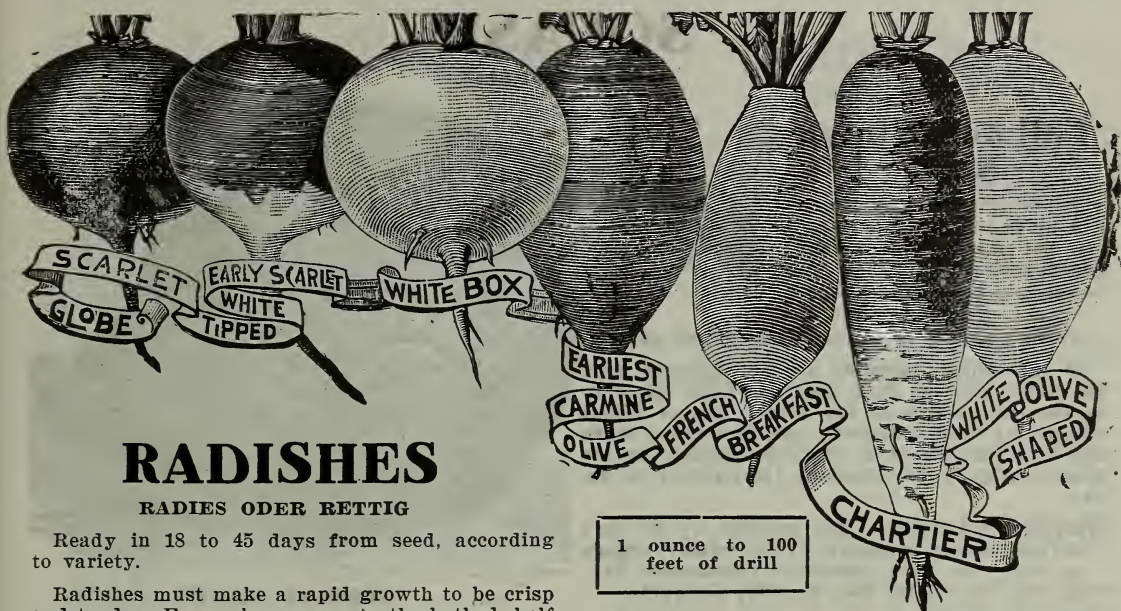 SCARLET
GLOBE
EARLY SCARLET
WHITE
TIPPED
WHITE BOX
EARLIEST
CARMINE
OLIVE
FRENCH
BREAKFAST
CHARTIER
WHITE
OLIVE
SHAPED
RADISHES
RADIES ODER RETTIG
Ready in 18 to 45 days from seed, according
to variety.
Radishes must make a rapid growth to be crisp
1 ounce to 100
feet of drill